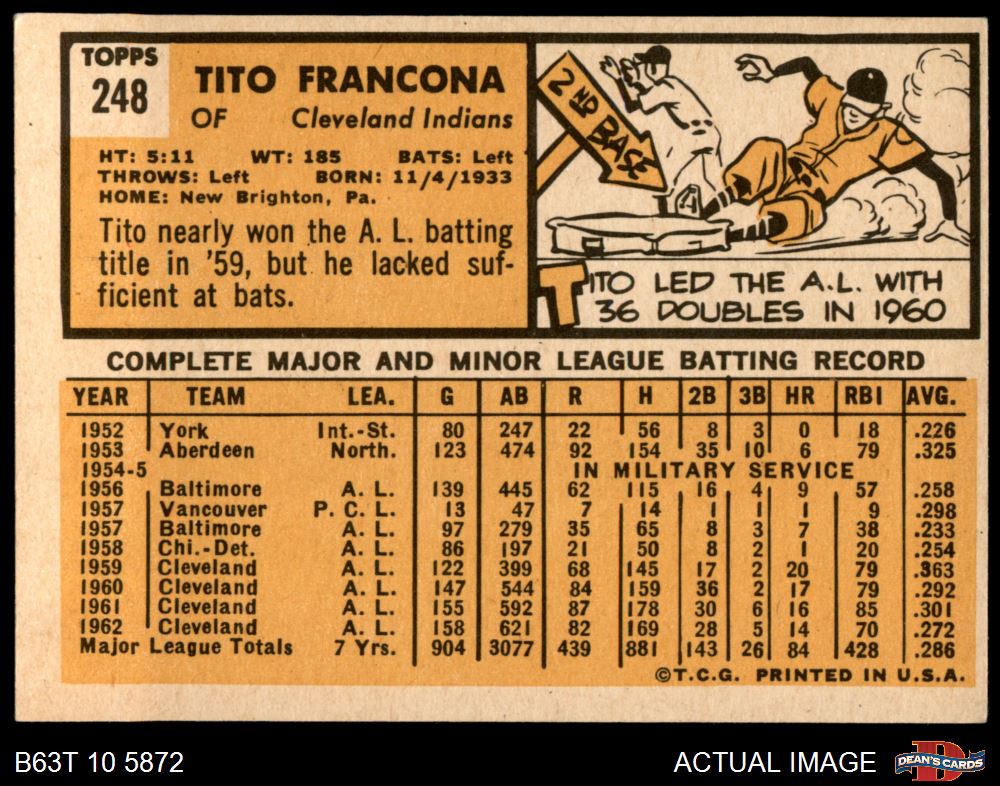 TOPPS
248
TITO FRANCONA
OF Cleveland Indians
HT: 5:11 WT: 185 BATS: Left
THROWS: Left BORN: 11/4/1933
HOME: New Brighton, Pa.
Tito nearly won the A. L. batting
title in '59, but he lacked suf-
ficient at bats.
2ND BASE
TITO LED THE A.L. WITH
36 DOUBLES IN 1960
COMPLETE MAJOR AND MINOR LEAGUE BATTING RECORD
YEAR TEAM LEA. G AB R H 2B 3B HR RBI AVG.
1952 York Int.-St. 80 247 22 56 8 3 0 18 .226
1953 Aberdeen North. 123 474 92 154 35 10 6 79 .325
1954-5 IN MILITARY SERVICE
1956 Baltimore A. L. 139 445 62 115 16 4 9 57 .258
1957 Vancouver P. C. L. 13 47 7 14 1 1 1 9 .298
1957 Baltimore A. L. 97 279 35 65 8 3 7 38 .233
1958 Chi.-Det. A. L. 86 197 21 50 8 2 1 20 .254
1959 Cleveland A. L. 122 399 68 145 17 2 20 79 .363
1960 Cleveland A. L. 147 544 84 159 36 2 17 79 .292
1961 Cleveland A. L. 155 592 87 178 30 6 16 85 .301
1962 Cleveland A. L. 158 621 82 169 28 5 14 70 .272
Major League Totals 7 Yrs. 904 3077 439 881 143 26 84 428 .286
©T.C.G. PRINTED IN U.S.A.
B63T 10 5872 ACTUAL IMAGE
DEAN'S CARDS